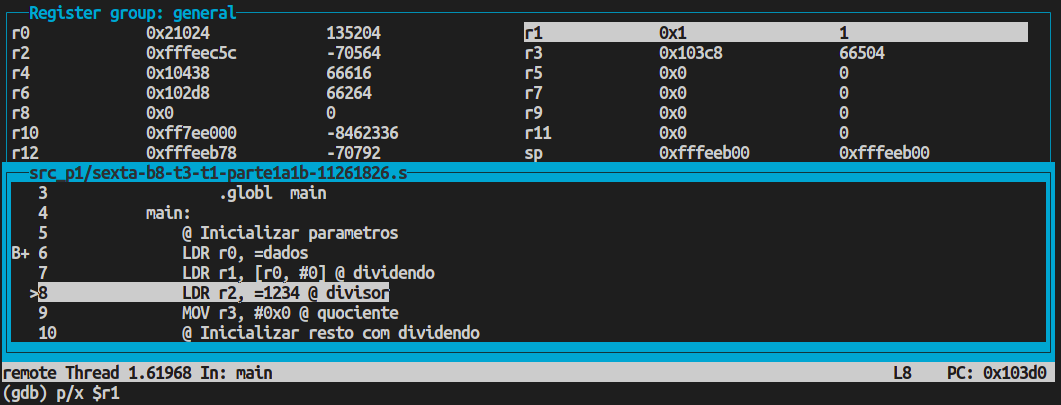 Register group: general
r0 0x21024 135204 r1 0x1 1
r2 0xfffeec5c -70564 r3 0x103c8 66504
r4 0x10438 66616 r5 0x0 0
r6 0x102d8 66264 r7 0x0 0
r8 0x0 0 r9 0x0 0
r10 0xff7ee000 -8462336 r11 0x0 0
r12 0xfffeeb78 -70792 sp 0xfffeeb00 0xfffeeb00
src_p1/sexta-b8-t3-t1-parte1a1b-11261826.s
3 .globl main
4 main:
5 @ Inicializar parametros
B+ 6 LDR r0, =dados
7 LDR r1, [r0, #0] @ dividendo
>8 LDR r2, =1234 @ divisor
9 MOV r3, #0x0 @ quociente
10 @ Inicializar resto com dividendo
remote Thread 1.61968 In: main L8 PC: 0x103d0
(gdb) p/x $r1